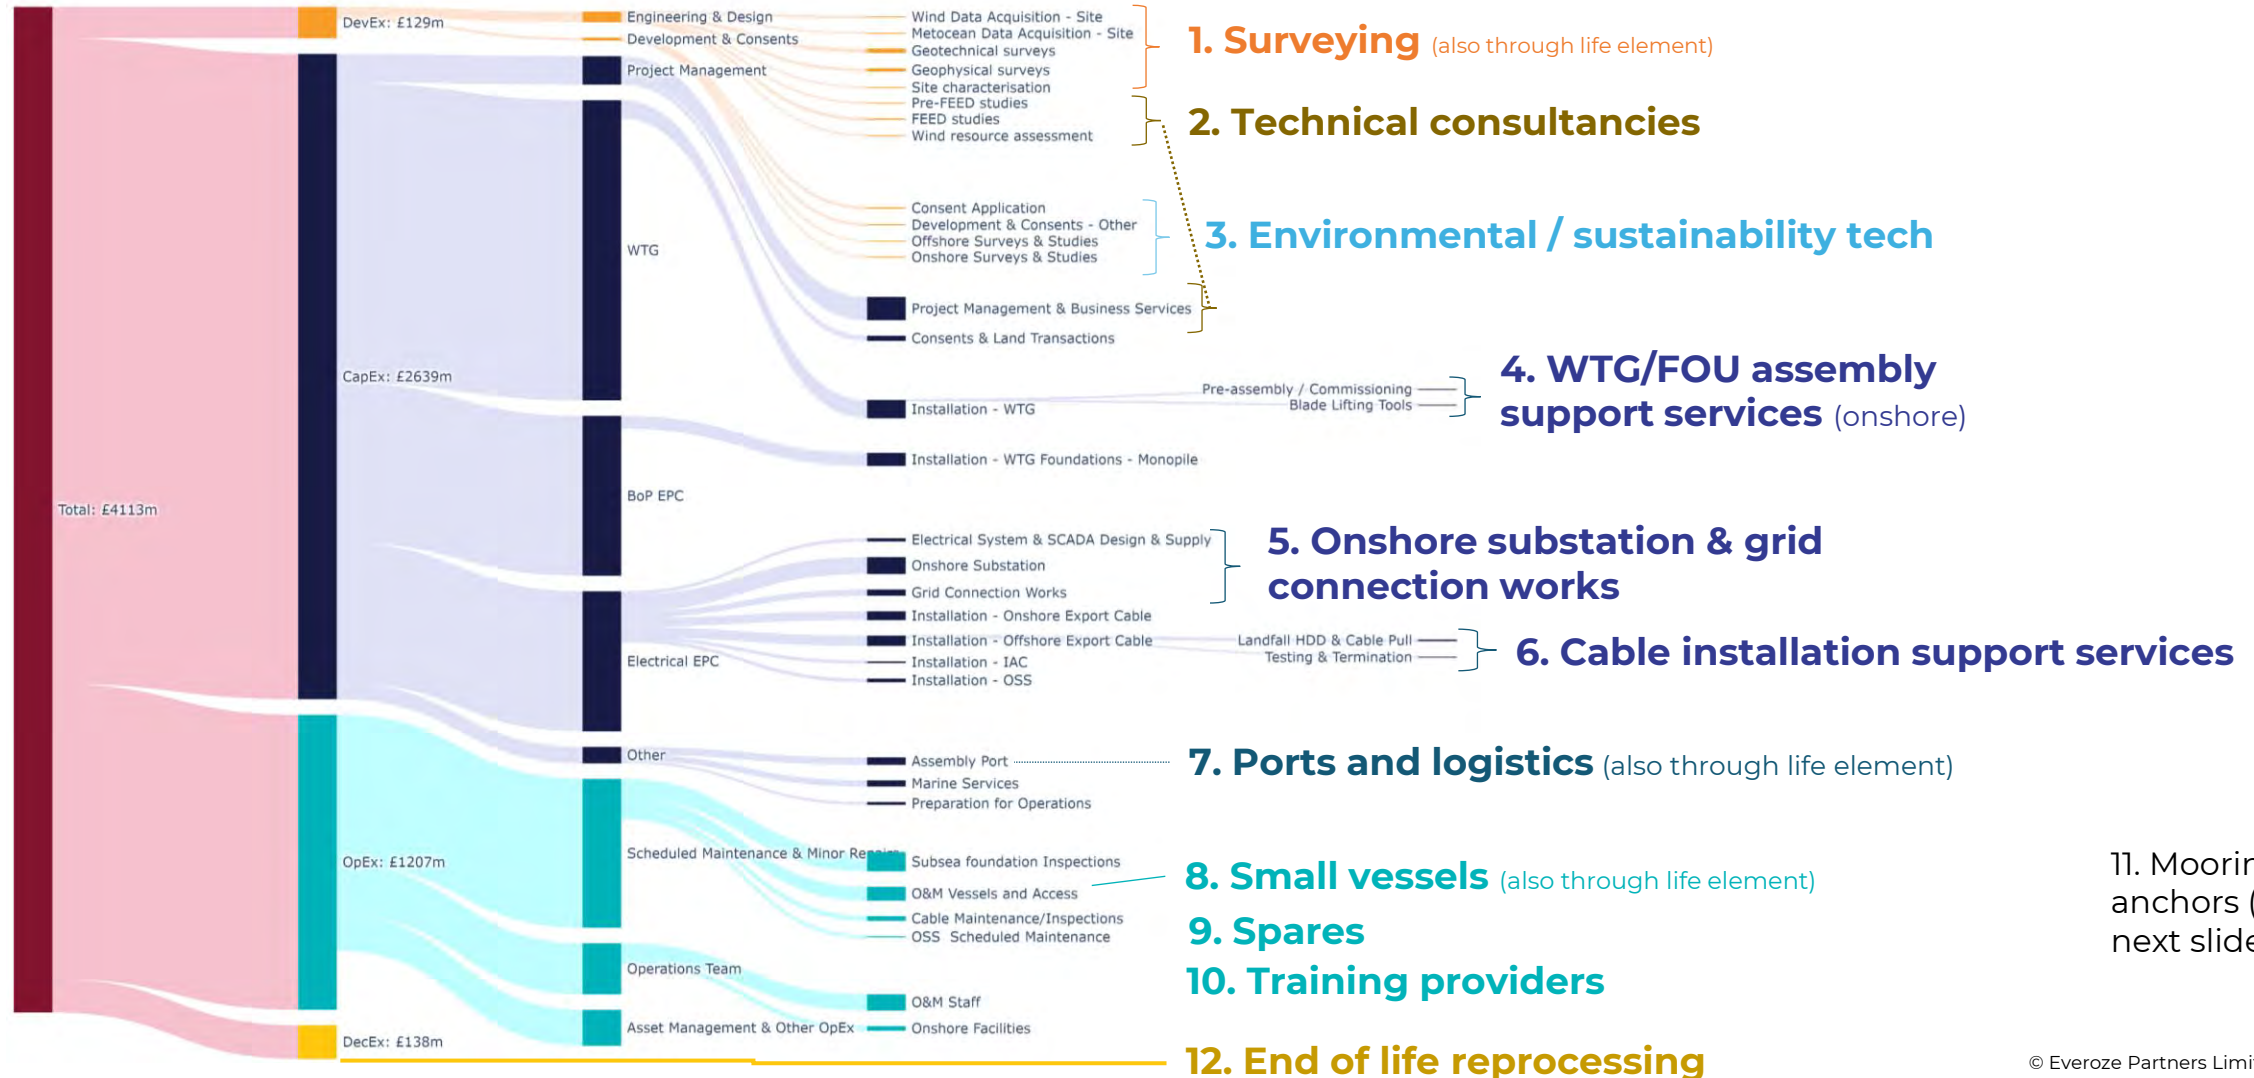 Total: £4113m
DevEx: £129m
CapEx: £2639m
OpEx: £1207m
DecEx: £138m
Engineering & Design
Development & Consents
Project Management
WTG
BoP EPC
Electrical EPC
Other
Scheduled Maintenance & Minor Repairs
Operations Team
Asset Management & Other OpEx
Wind Data Acquisition - Site
Metocean Data Acquisition - Site
Geotechnical surveys
Geophysical surveys
Site characterisation
Pre-FEED studies
FEED studies
Wind resource assessment
Consent Application
Development & Consents - Other
Offshore Surveys & Studies
Onshore Surveys & Studies
Project Management & Business Services
Consents & Land Transactions
Installation - WTG
Installation - WTG Foundations - Monopile
Electrical System & SCADA Design & Supply
Onshore Substation
Grid Connection Works
Installation - Onshore Export Cable
Installation - Offshore Export Cable
Installation - IAC
Installation - OSS
Assembly Port
Marine Services
Preparation for Operations
Subsea foundation Inspections
O&M Vessels and Access
Cable Maintenance/Inspections
OSS Scheduled Maintenance
O&M Staff
Onshore Facilities
Pre-assembly / Commissioning
Blade Lifting Tools
Landfall HDD & Cable Pull
Testing & Termination
1. Surveying (also through life element)
2. Technical consultancies
3. Environmental / sustainability tech
4. WTG/FOU assembly
support services (onshore)
5. Onshore substation & grid
connection works
6. Cable installation support services
7. Ports and logistics (also through life element)
8. Small vessels (also through life element)
9. Spares
10. Training providers
11. Moorin
anchors (
next slide
12. End of life reprocessing
© Everoze Partners Limi